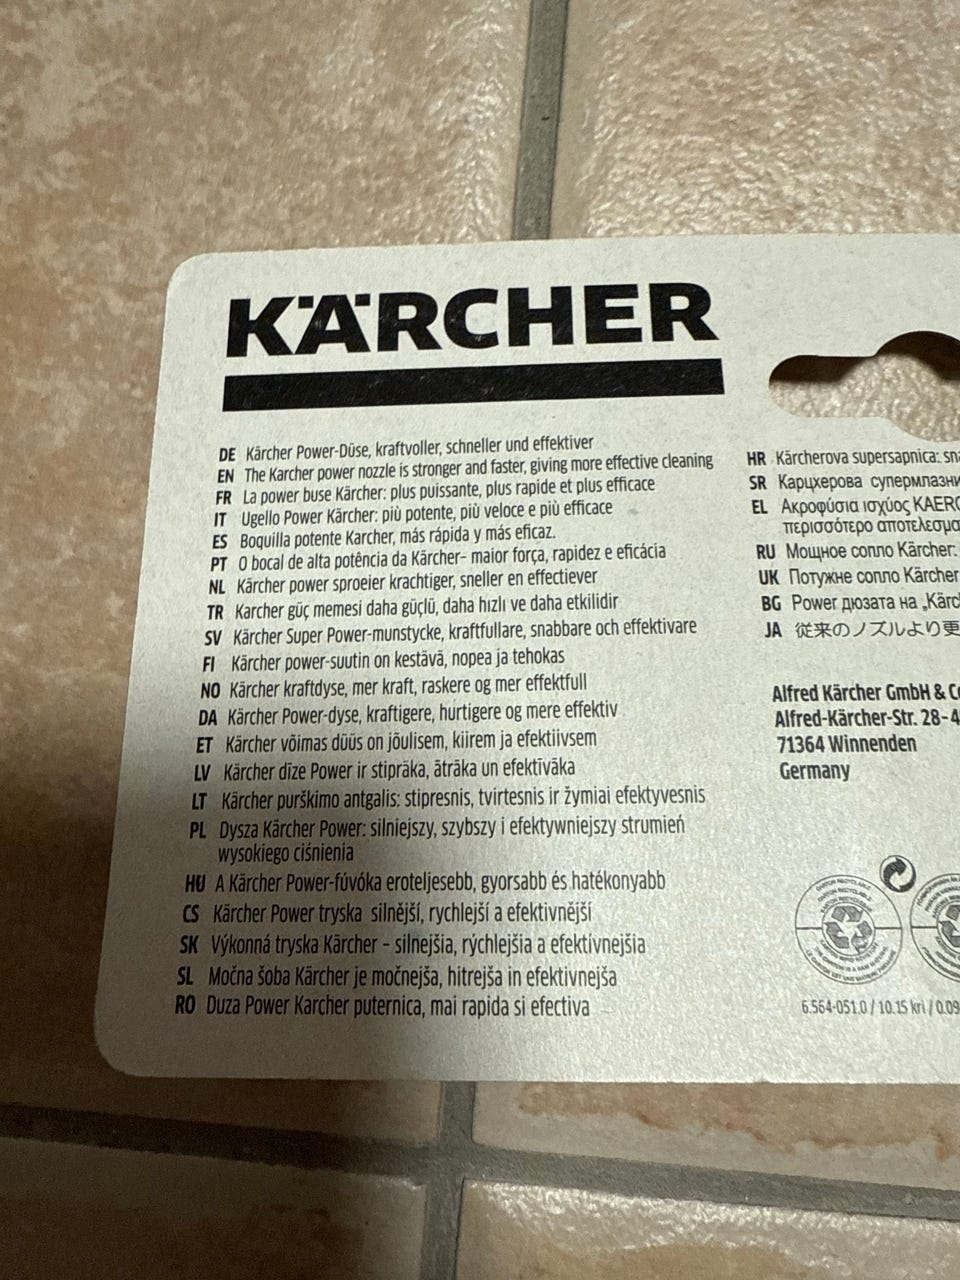 KÄRCHER
DE Kärcher Power-Düse, kraftvoller, schneller und effektiver
EN The Karcher power nozzle is stronger and faster, giving more effective cleaning
FR La power buse Kärcher: plus puissante, plus rapide et plus efficace
IT Ugello Power Kärcher: più potente, più veloce e più efficace
ES Boquilla potente Karcher, más rápida y más eficaz.
PT O bocal de alta potência da Kärcher- maior força, rapidez e eficácia
NL Kärcher power sproeier krachtiger, sneller en effectiever
TR Karcher güç memesi daha güçlü, daha hızlı ve daha etkilidir
SV Kärcher Super Power-munstycke, kraftfullare, snabbare och effektivare
FI Kärcher power-suutin on kestävä, nopea ja tehokas
NO Kärcher kraftdyse, mer kraft, raskere og mer effektfull
DA Kärcher Power-dyse, kraftigere, hurtigere og mere effektiv
ET Kärcher võimas düüs on jõulisem, kiirem ja efektiivsem
LV Kärcher dīze Power ir stiprāka, ātrāka un efektīvāka
LT Kärcher purškimo antgalis: stipresnis, tvirtesnis ir žymiai efektyvesnis
PL Dysza Kärcher Power: silniejszy, szybszy i efektywniejszy strumień
wysokiego ciśnienia
HU A Kärcher Power-fúvóka eroteljesebb, gyorsabb és hatékonyabb
CS Kärcher Power tryska silnější, rychlejší a efektivnější
SK Výkonná tryska Kärcher – silnejšia, rýchlejšia a efektívnejšia
SL Močna šoba Kärcher je močnejša, hitrejša in efektivnejša
RO Duza Power Karcher puternica, mai rapida si efectiva
HR Kärcherova supersapnica:
SR Карцхерова
EL Ακροφύσια ισχύος
περισσότερο
RU Мощное сопло Kärcher:
UK Потужне сопло Kärcher
BG Power дюзата на
JA 従来のノズルより更
Alfred Kärcher GmbH &
Alfred-Kärcher-Str.
71364 Winnenden
Germany
6.564-051.0 / 10.15 kri /